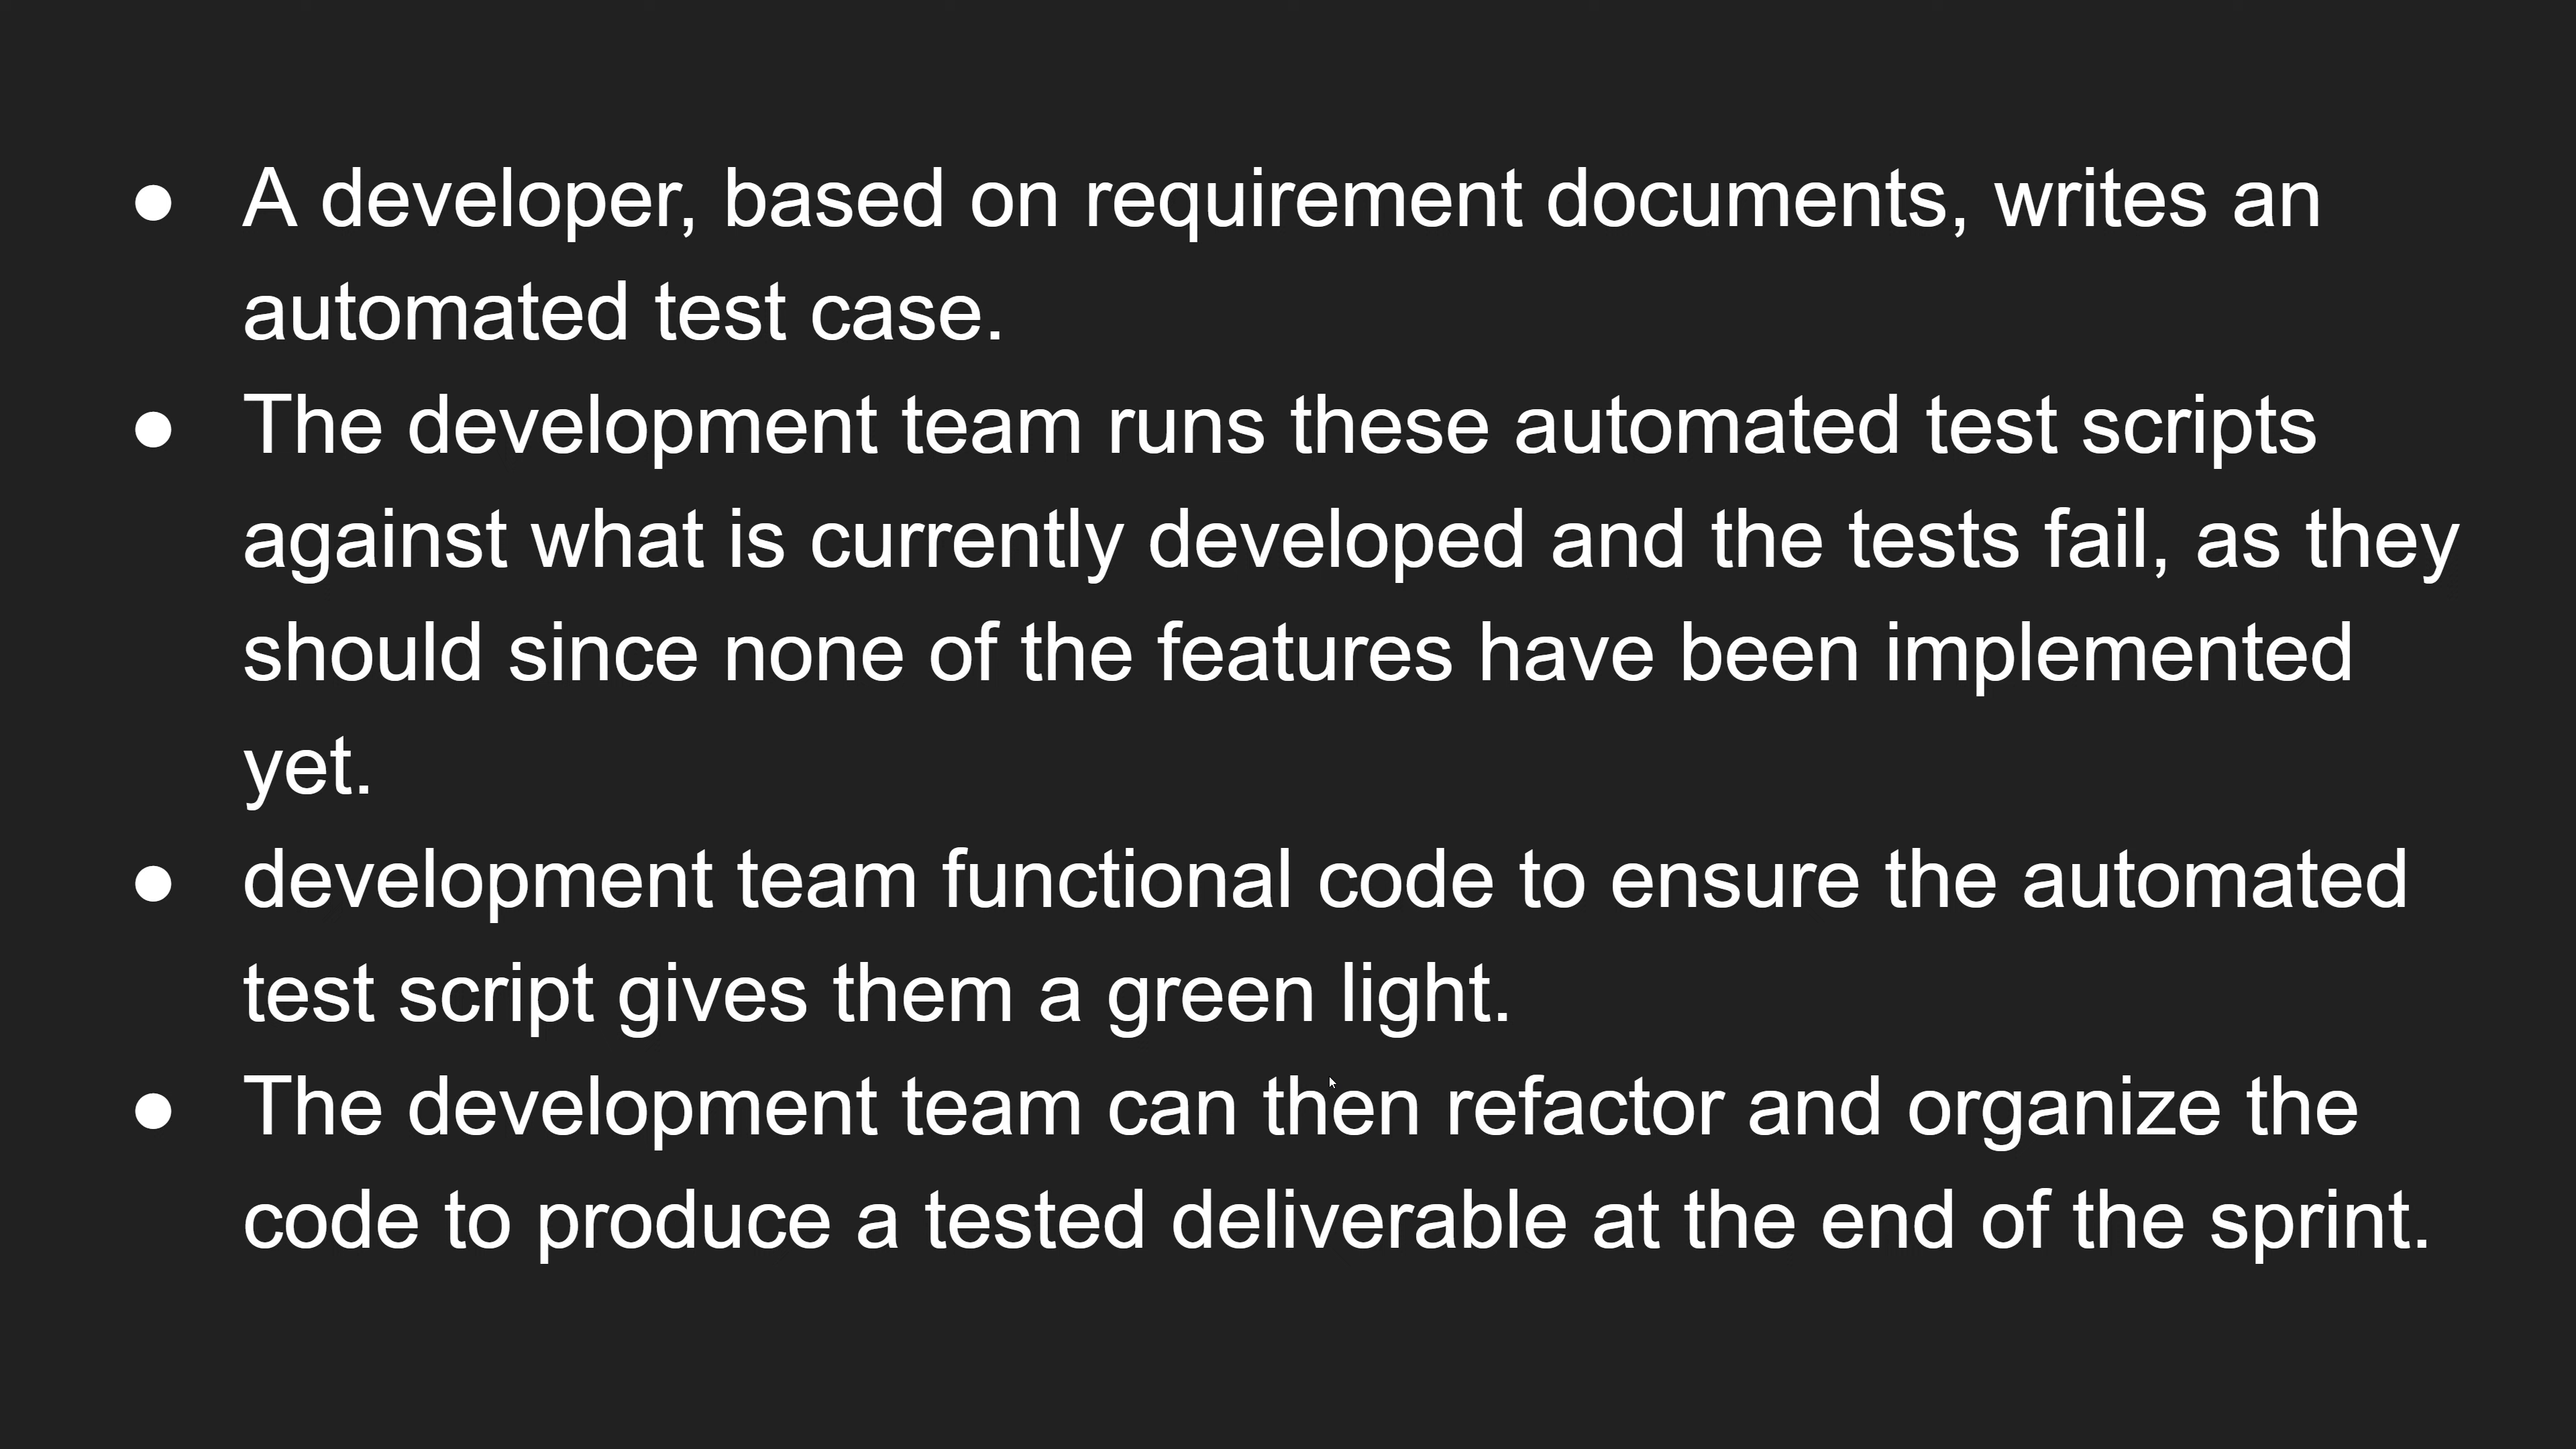 ● A developer, based on requirement documents, writes an
automated test case.
● The development team runs these automated test scripts
against what is currently developed and the tests fail, as they
should since none of the features have been implemented
yet.
● development team functional code to ensure the automated
test script gives them a green light.
● The development team can then refactor and organize the
code to produce a tested deliverable at the end of the sprint.